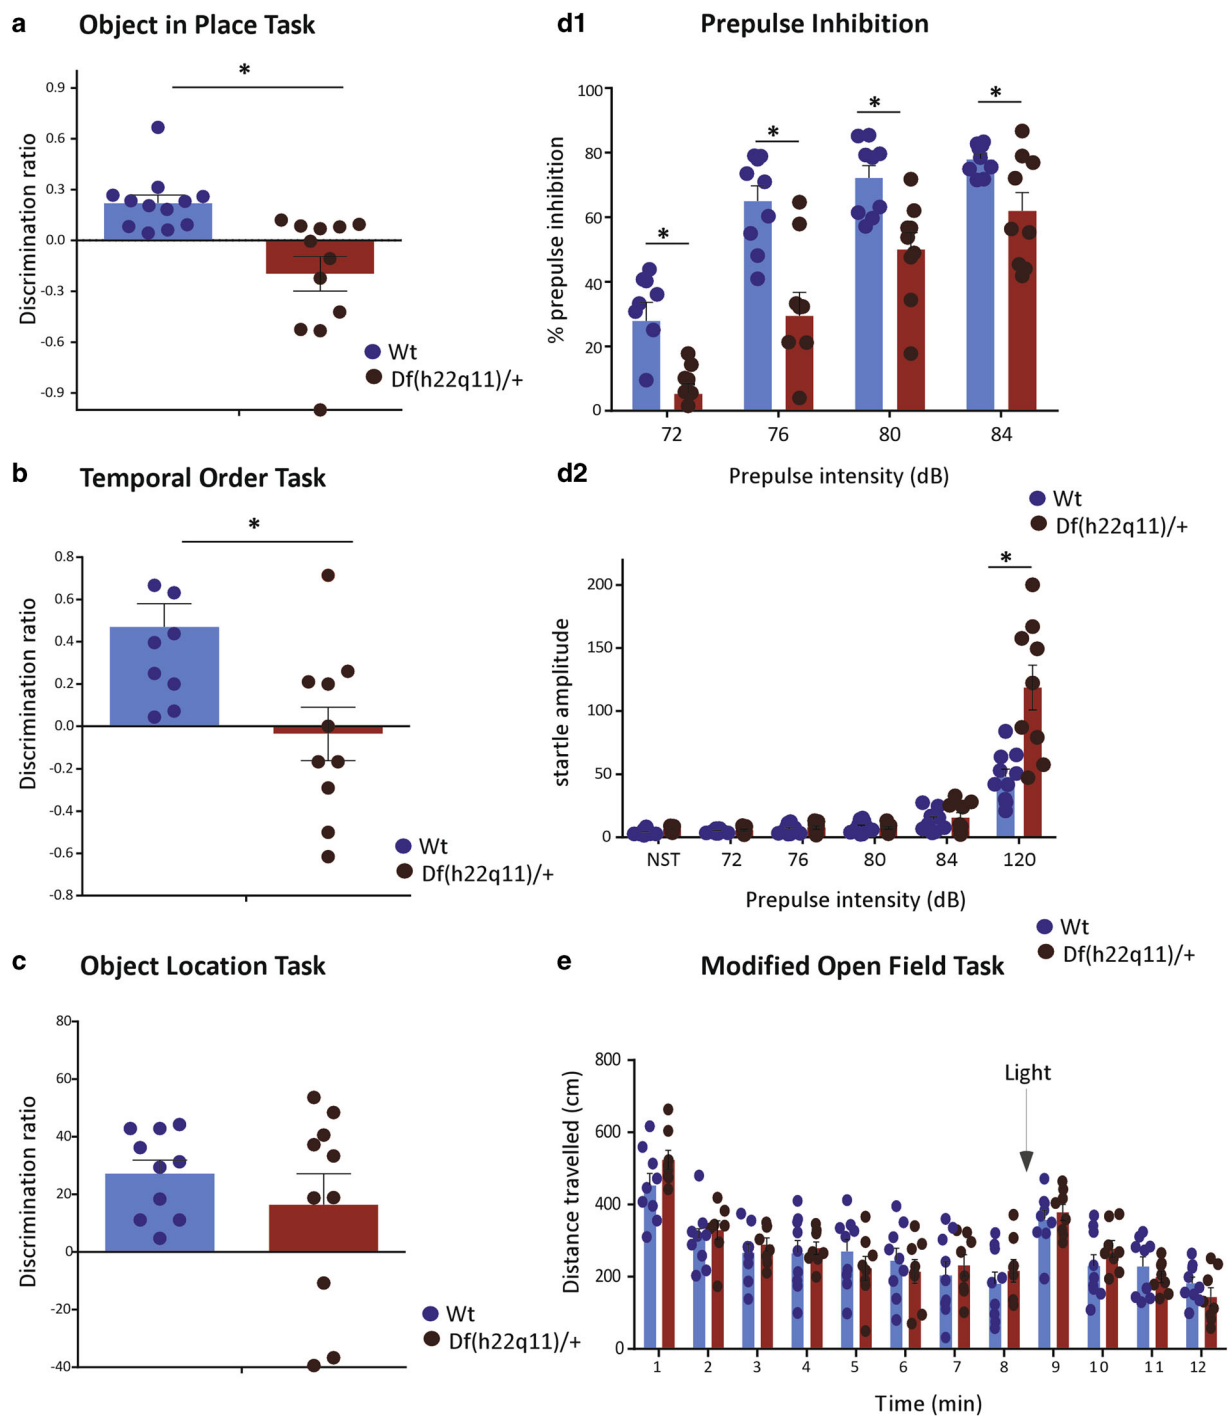 a Object in Place Task
*
Discrimination ratio
0.9
0.6
0.3
0.0
-0.3
-0.6
-0.9
Wt
Df(h22q11)/+
b Temporal Order Task
*
Discrimination ratio
0.8
0.6
0.4
0.2
0.0
-0.2
-0.4
-0.6
-0.8
Wt
Df(h22q11)/+
c Object Location Task
Discrimination ratio
80
60
40
20
0
-20
-40
Wt
Df(h22q11)/+
d1 Prepulse Inhibition
% prepulse inhibition
100
80
60
40
20
0
* * * *
72 76 80 84
Prepulse intensity (dB)
d2
Wt
Df(h22q11)/+
*
startle amplitude
200
150
100
50
0
NST 72 76 80 84 120
Prepulse intensity (dB)
Wt
Df(h22q11)/+
e Modified Open Field Task
Distance travelled (cm)
800
600
400
200
0
Light
1 2 3 4 5 6 7 8 9 10 11 12
Time (min)